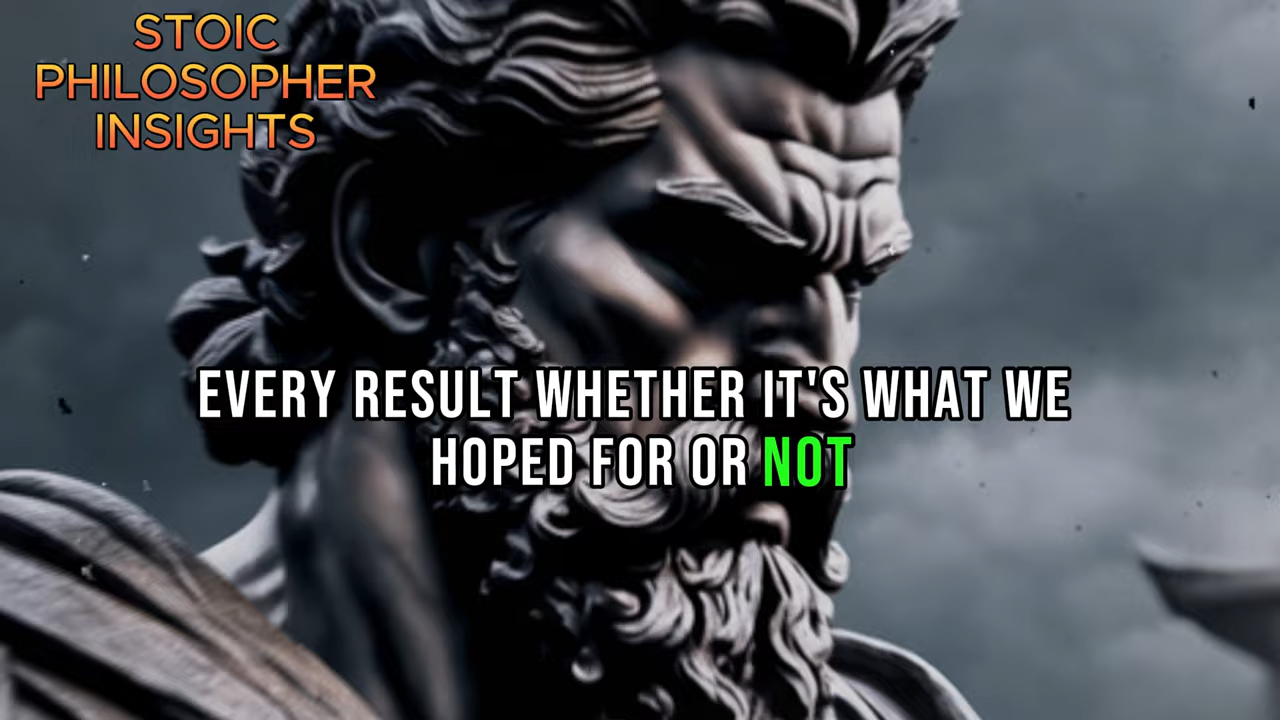 STOIC
PHILOSOPHER
INSIGHTS
EVERY RESULT WHETHER IT'S WHAT WE
HOPED FOR OR NOT